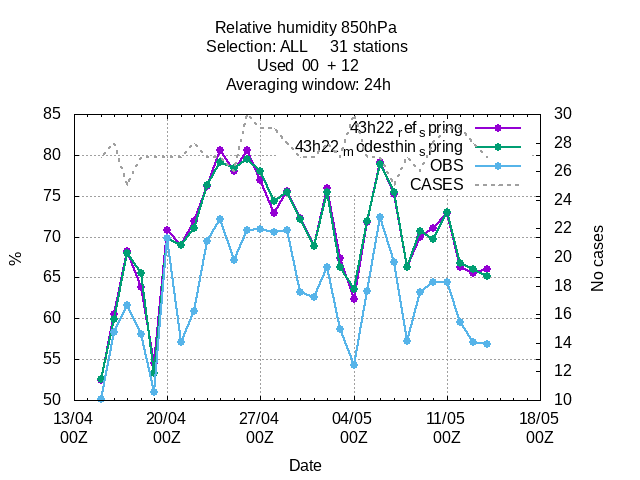 Relative humidity 850hPa
Selection: ALL     31 stations
Used  00  + 12
Averaging window: 24h
43h22_ref_spring
43h22_mcdesthin_spring
OBS
CASES
85
80
75
70
65
60
55
50
30
28
26
24
22
20
18
16
14
12
10
%
No cases
13/04 20/04 27/04 04/05 11/05 18/05
00Z 00Z 00Z 00Z 00Z 00Z
Date